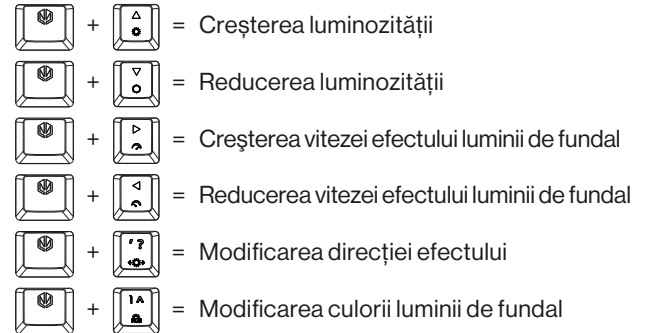 + = Creșterea luminozității
+ = Reducerea luminozității
+ = Creşterea vitezei efectului luminii de fundal
+ = Reducerea vitezei efectului luminii de fundal
+ ' ? = Modificarea direcției efectului
+ = Modificarea culorii luminii de fundal